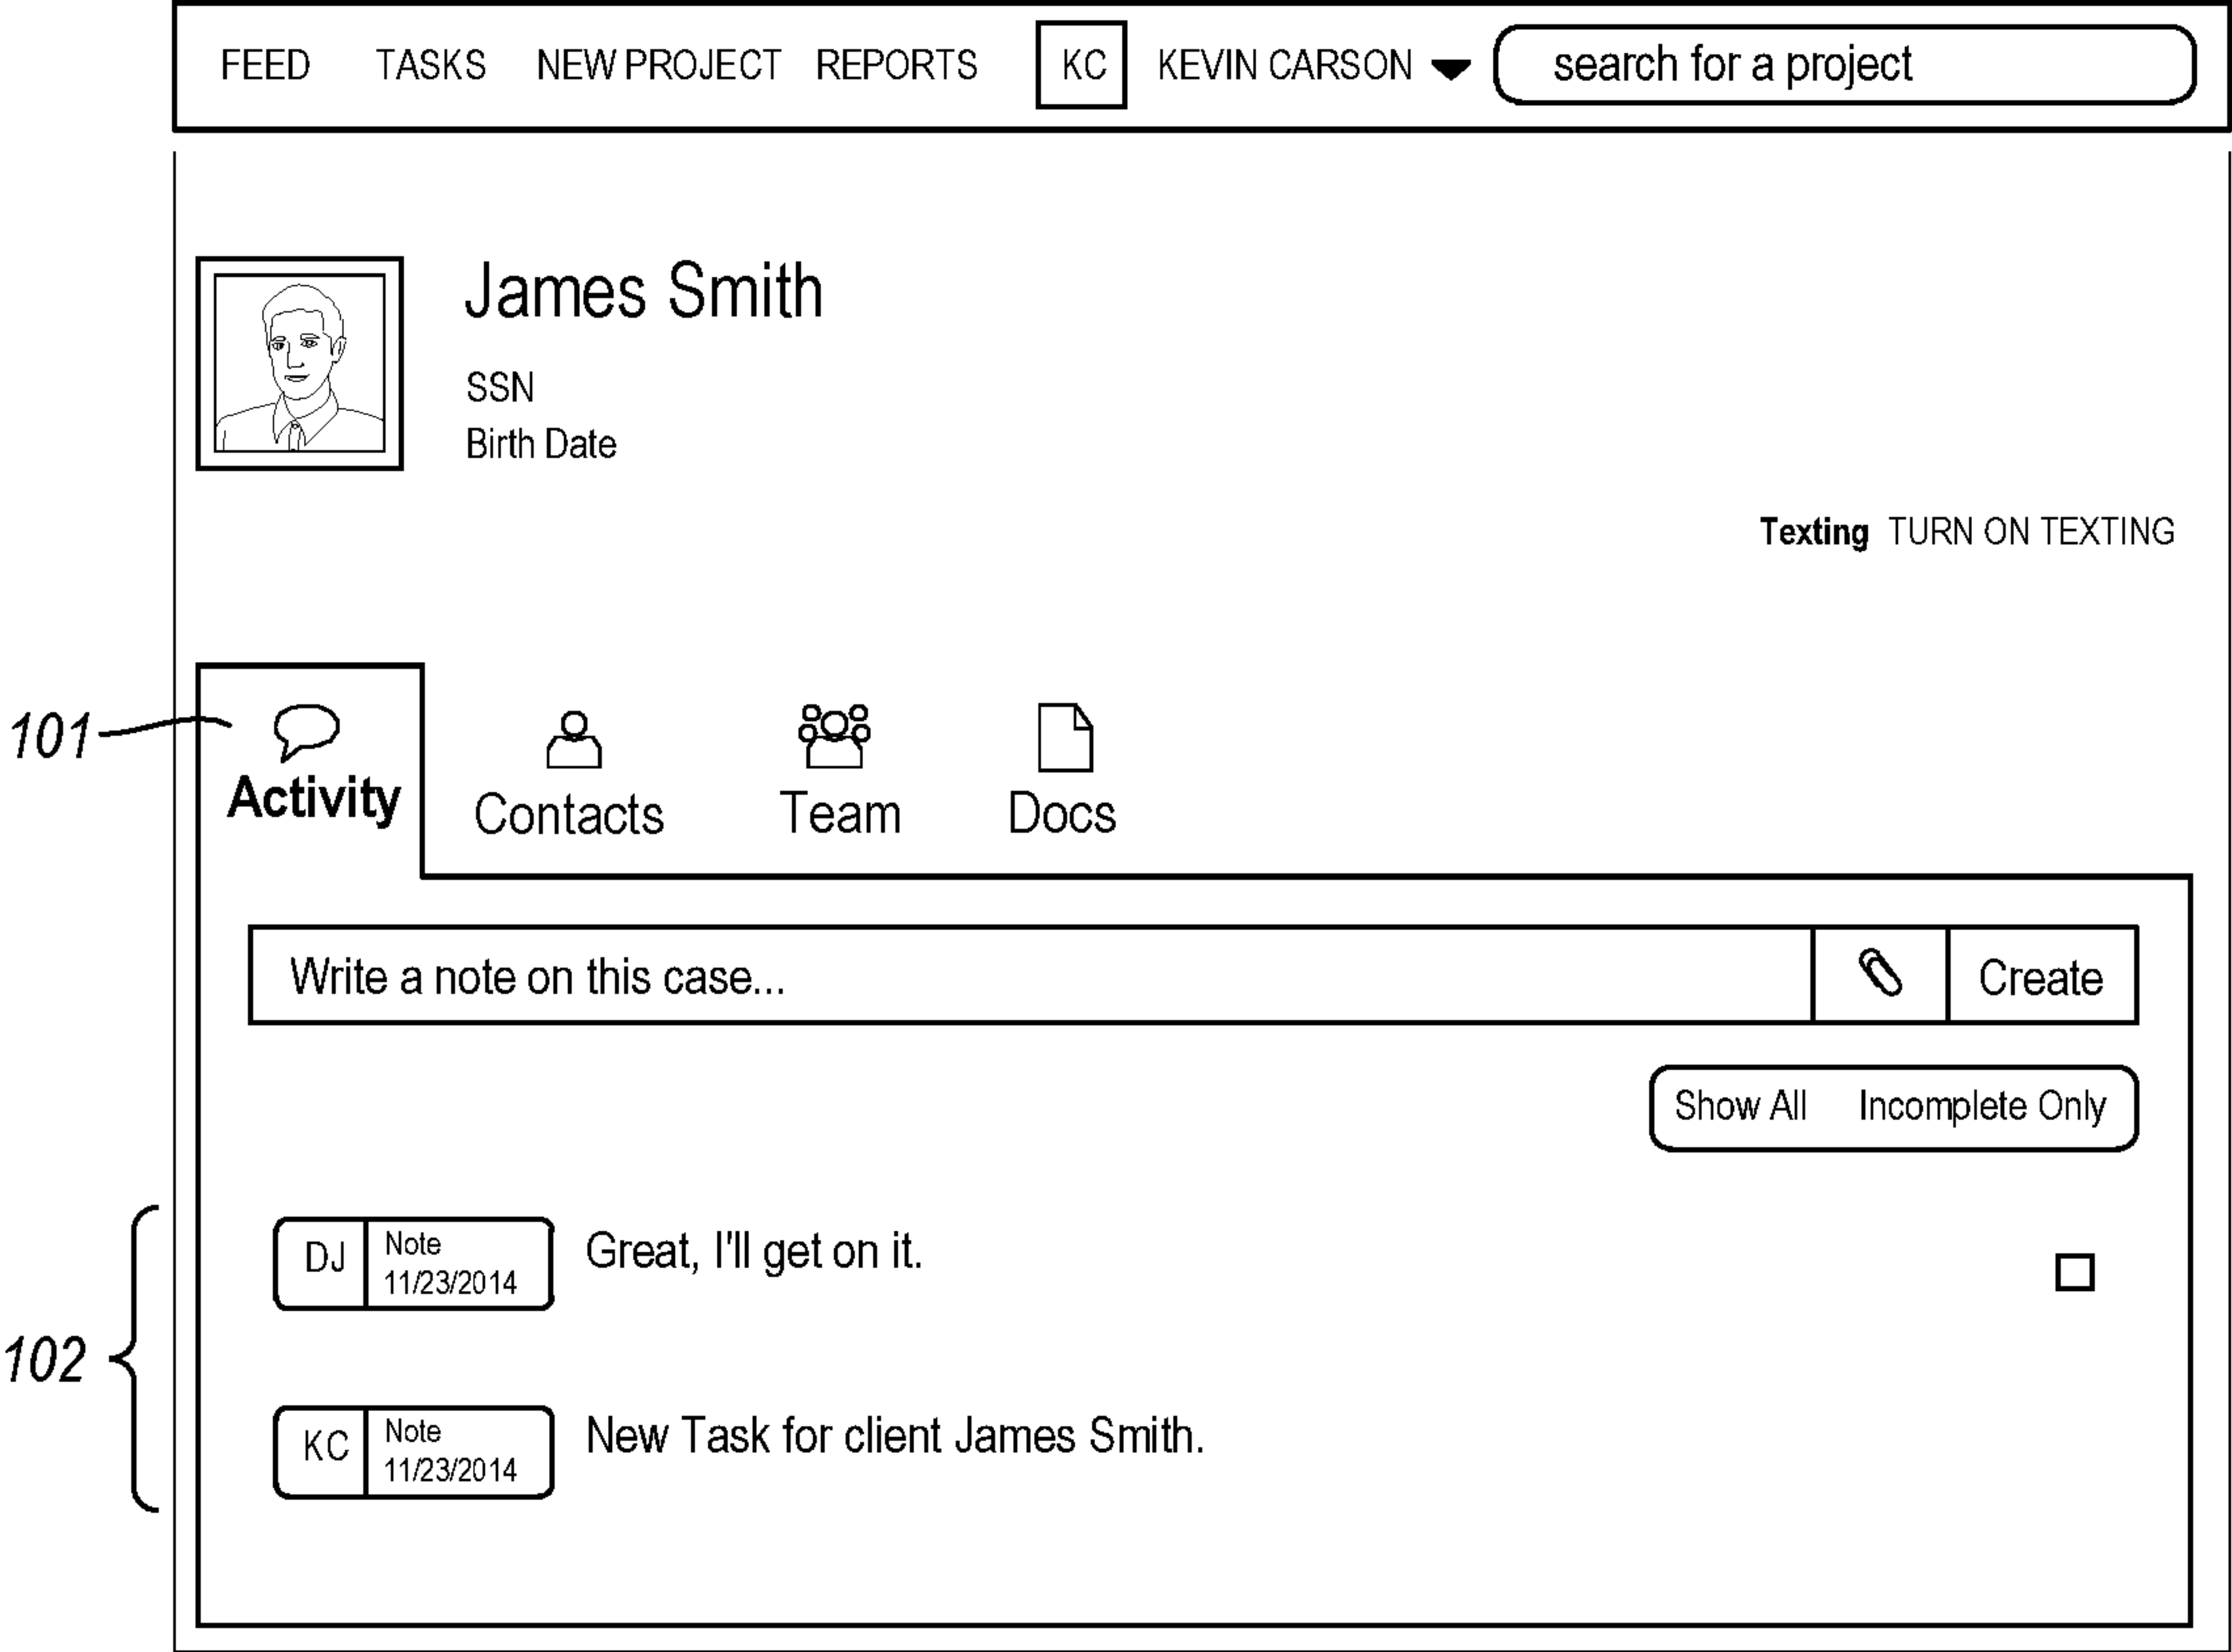 FEED TASKS NEW PROJECT REPORTS KC KEVIN CARSON search for a project
James Smith
SSN
Birth Date
Texting TURN ON TEXTING
101
Activity Contacts Team Docs
Write a note on this case... Create
Show All Incomplete Only
102
DJ Note 11/23/2014 Great, I'll get on it.
KC Note 11/23/2014 New Task for client James Smith.